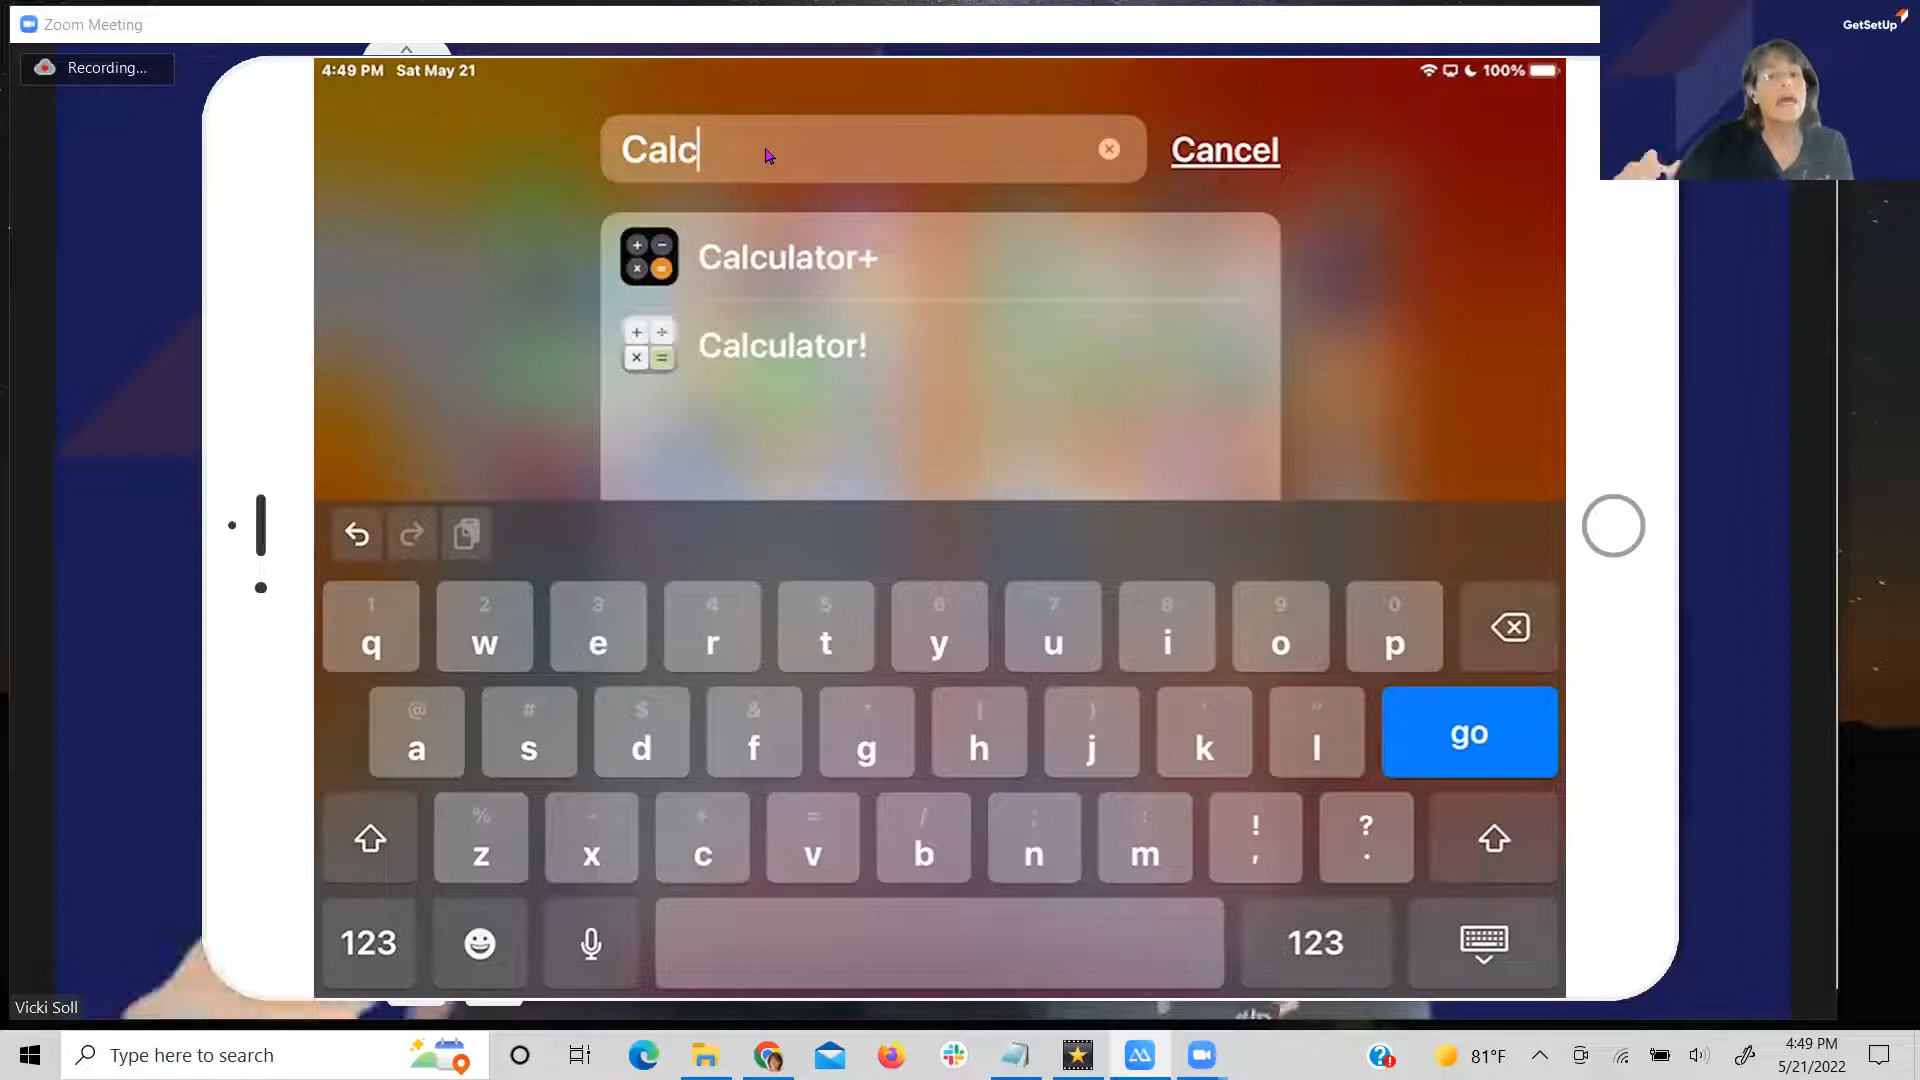 Zoom Meeting
GetSetUp
Recording...
4:49 PM Sat May 21
100%
Calc
Cancel
Calculator+
Calculator!
1 2 3 4 5 6 7 8 9 0
q w e r t y u i o p
@ # $ & * ( ) ' "
a s d f g h j k l go
% - + = / ; : ! ?
z x c v b n m , .
123 123
Vicki Soll
Type here to search
81°F
4:49 PM
5/21/2022